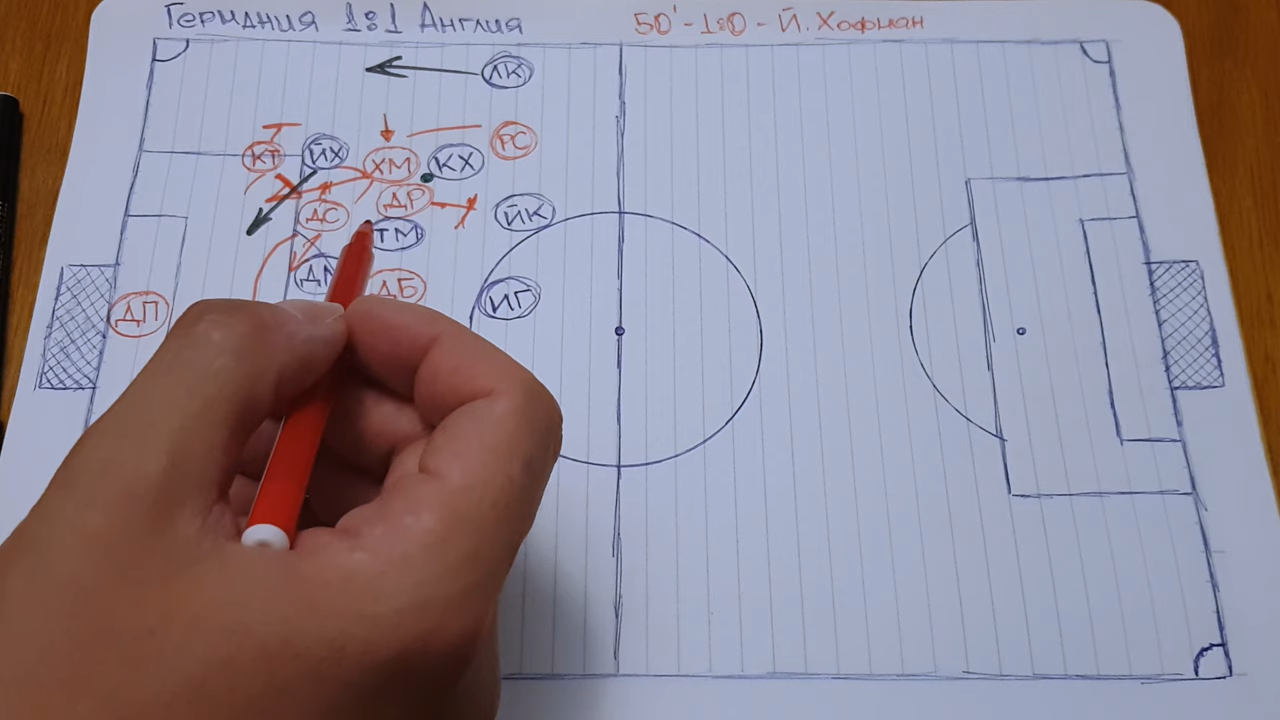 Германия 1:1 Англия
50' - 1:0 - Й. Хофман
ЛК
РС
КТ ЙХ ХМ КХ
ДР
ДС ЙК
ТМ
ДБ
ИГ
ДП